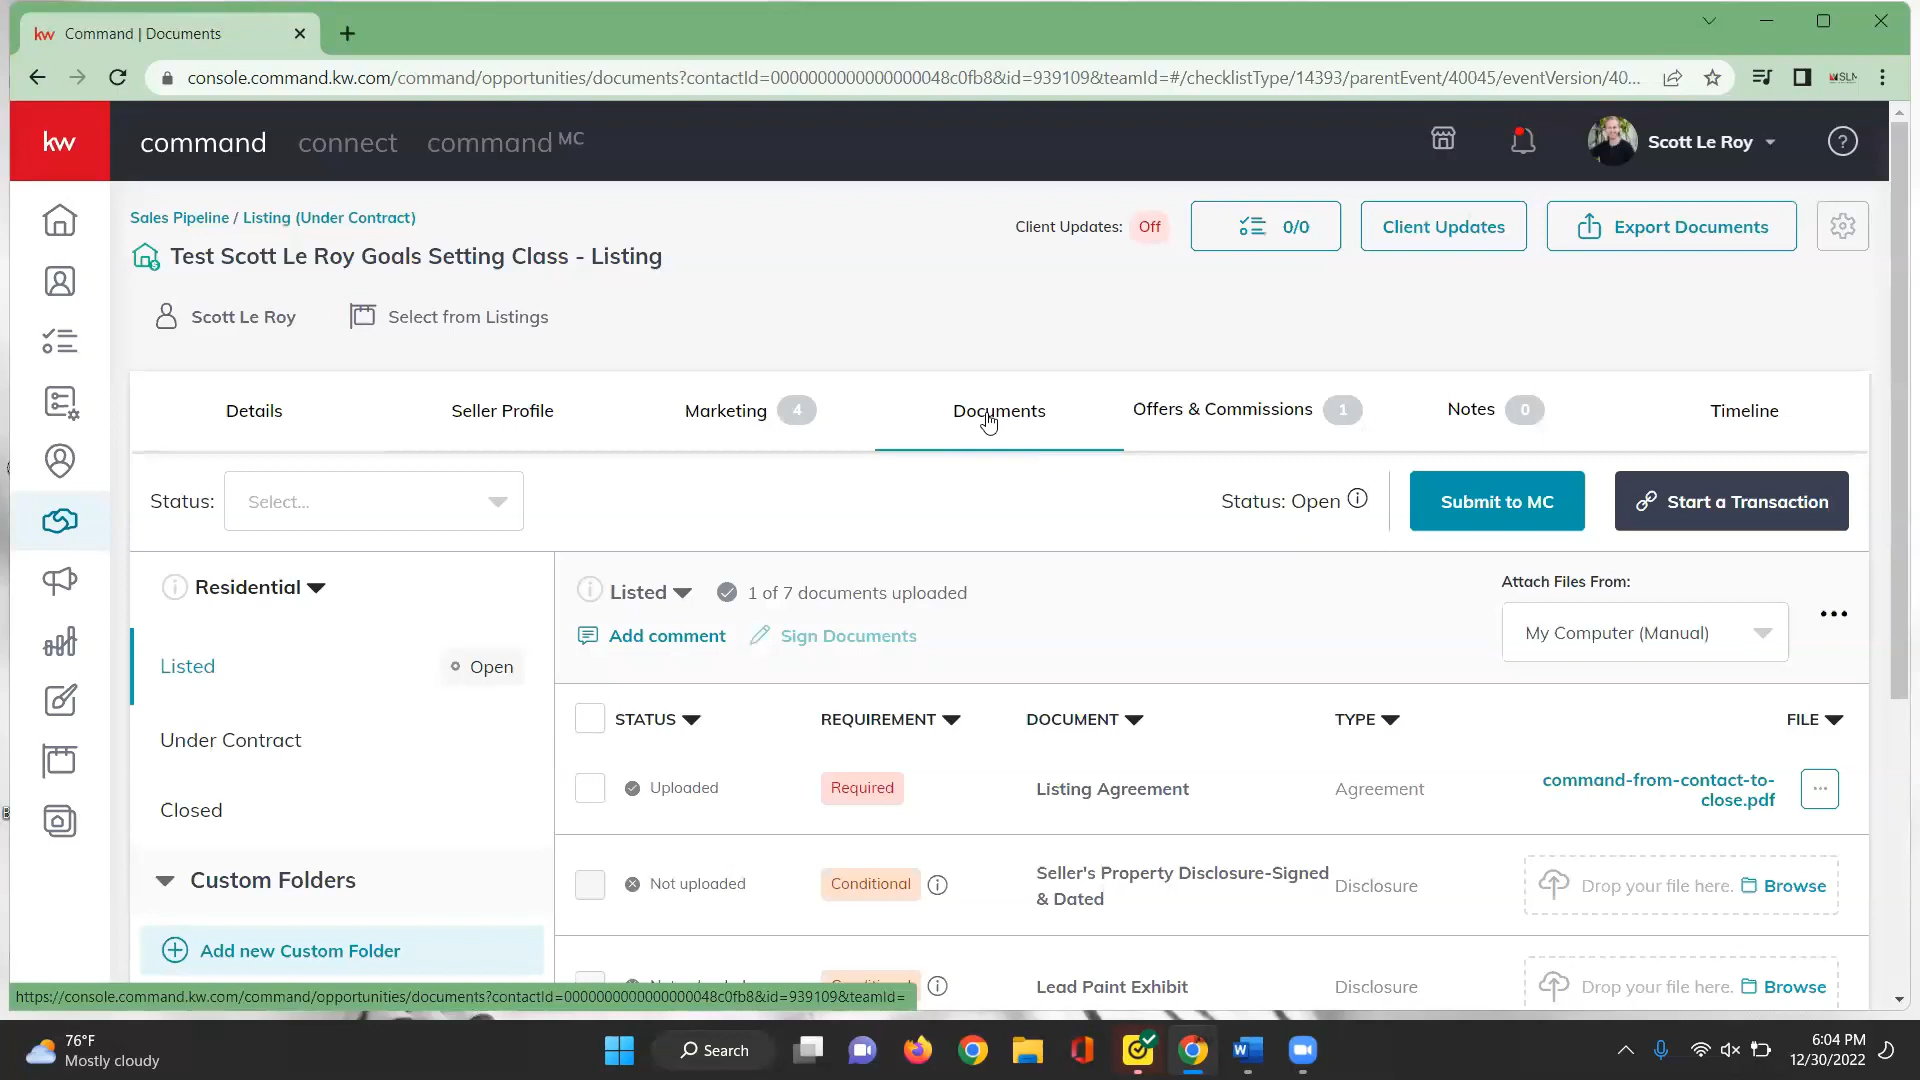 kw Command | Documents
console.command.kw.com/command/opportunities/documents?contactId=0000000000000000048c0fb8&id=939109&teamId=#/checklistType/14393/parentEvent/40045/eventVersion/40...
kw command connect command MC Scott Le Roy ?
Sales Pipeline / Listing (Under Contract)
Client Updates: Off 0/0 Client Updates Export Documents
Test Scott Le Roy Goals Setting Class - Listing
Scott Le Roy Select from Listings
Details Seller Profile Marketing 4 Documents Offers & Commissions 1 Notes 0 Timeline
Status: Select... Status: Open Submit to MC Start a Transaction
Residential
Listed Open
Under Contract
Closed
Custom Folders
Add new Custom Folder
Listed 1 of 7 documents uploaded
Add comment Sign Documents
Attach Files From:
My Computer (Manual)
STATUS REQUIREMENT DOCUMENT TYPE FILE
Uploaded Required Listing Agreement Agreement command-from-contact-to-
close.pdf
Not uploaded Conditional Seller's Property Disclosure-Signed
& Dated Disclosure Drop your file here. Browse
Lead Paint Exhibit Disclosure Drop your file here. Browse
https://console.command.kw.com/command/opportunities/documents?contactId=0000000000000000048c0fb8&id=939109&teamId=
76°F
Mostly cloudy
Search
6:04 PM
12/30/2022